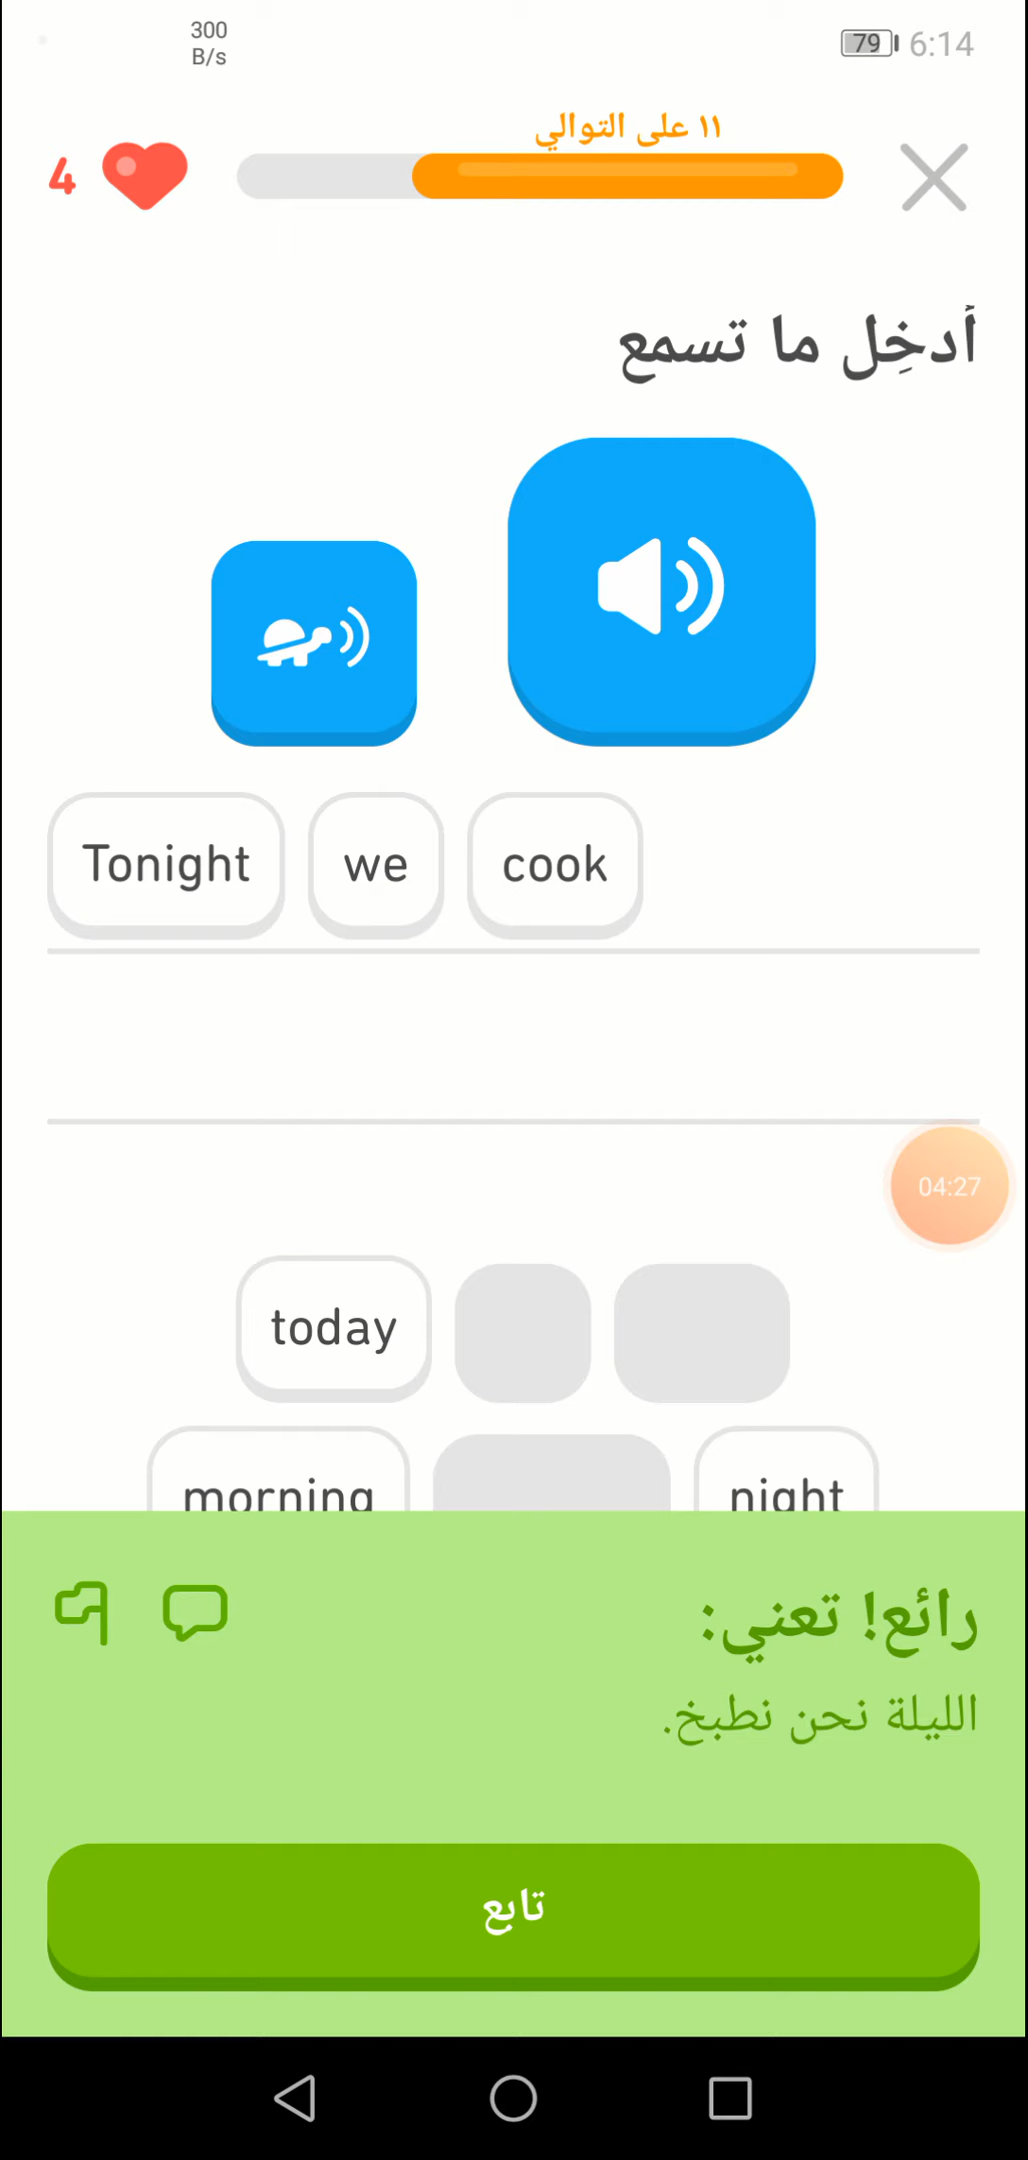 300
B/s
79 6:14
١١ على التوالي
4
أدخِل ما تسمع
Tonight we cook
04:27
today
morning night
رائع! تعني:
الليلة نحن نطبخ.
تابع